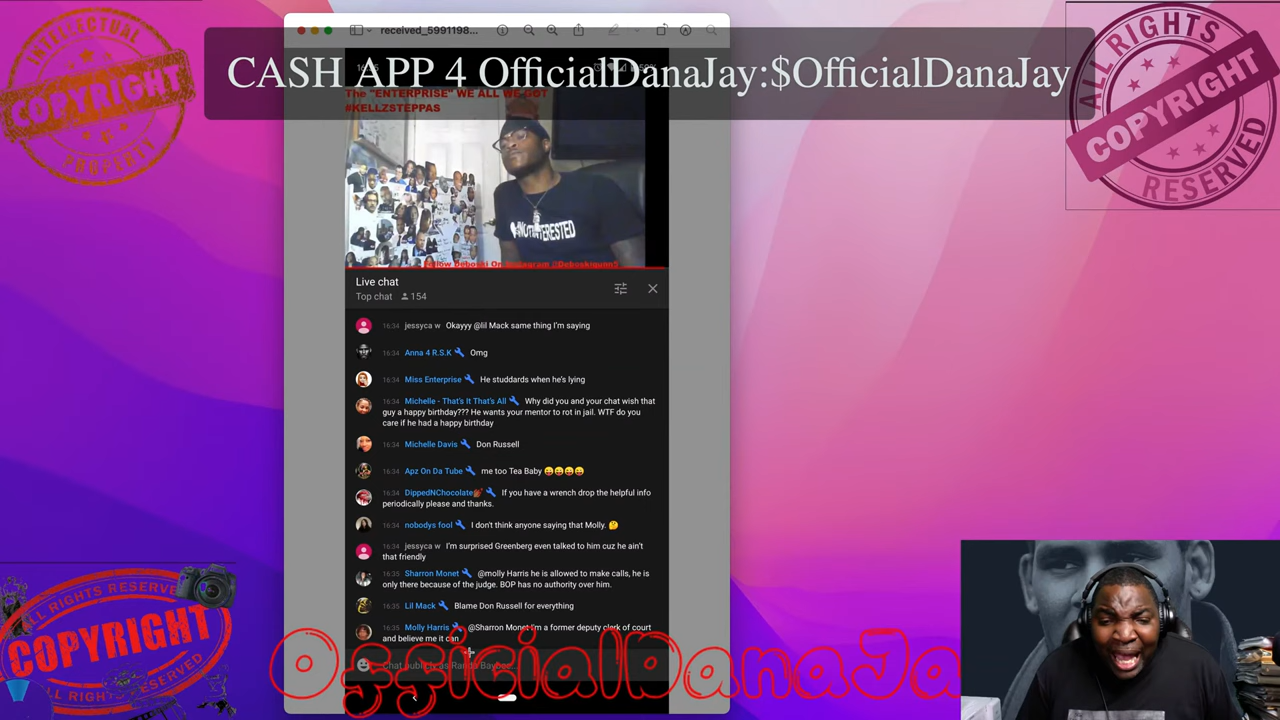 INTELLECTUAL
COPYRIGHT
PROPERTY
received_5991198...
CASH APP 4 OfficialDanaJay:$OfficialDanaJay
ALL RIGHTS
COPYRIGHT
RESERVED
The "ENTERPRISE" WE ALL WE GOT
#KELLZSTEPPAS
Follow Deboski On Instagram
Live chat
Top chat 154
16:34 jessyca w Okayyy @lil Mack same thing I'm saying
16:34 Anna 4 R.S.K Omg
16:34 Miss Enterprise He studdards when he's lying
16:34 Michelle - That's It That's All Why did you and your chat wish that
guy a happy birthday??? He wants your mentor to rot in jail. WTF do you
care if he had a happy birthday
16:34 Michelle Davis Don Russell
16:34 Apz On Da Tube me too Tea Baby 😛😛😛😛
16:34 DippedNChocolate🍫 If you have a wrench drop the helpful info
periodically please and thanks.
16:34 nobodys fool I don't think anyone saying that Molly. 🤔
16:34 jessyca w I'm surprised Greenberg even talked to him cuz he ain't
that friendly
16:35 Sharron Monet @molly Harris he is allowed to make calls, he is
only there because of the judge. BOP has no authority over him.
16:35 Lil Mack Blame Don Russell for everything
16:35 Molly Harris @Sharron Monet I'm a former deputy clerk of court
and believe me it can
Chat publicly as
ALL RIGHTS RESERVED
COPYRIGHT
ALL RIGHTS RESERVED
OfficialDanaJa